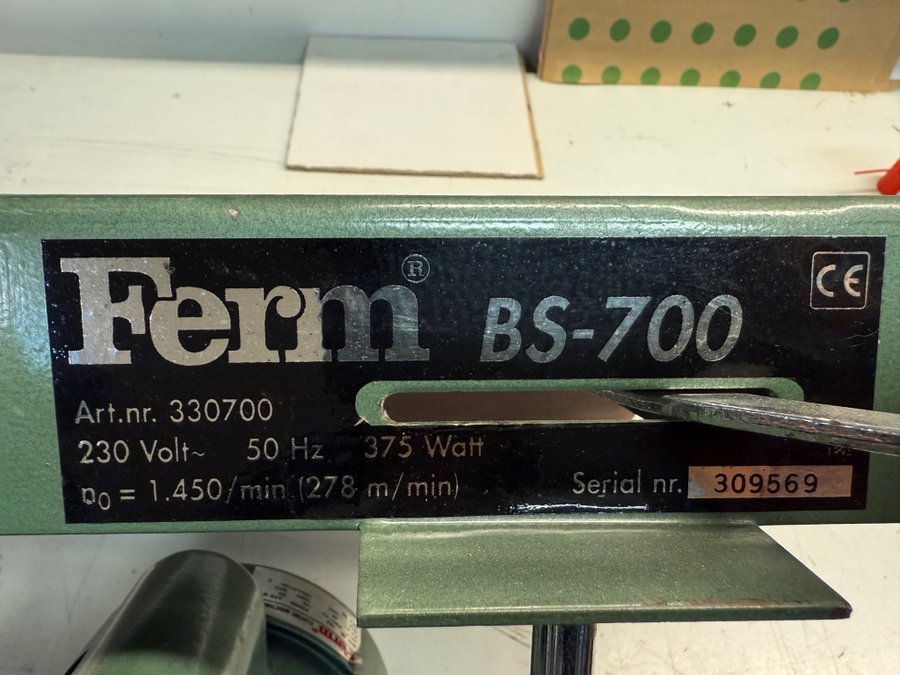 Ferm®
BS-700
CE
Art.nr. 330700
230 Volt~ 50 Hz 375 Watt
n₀ = 1.450/min (278 m/min)
Serial nr. 309569